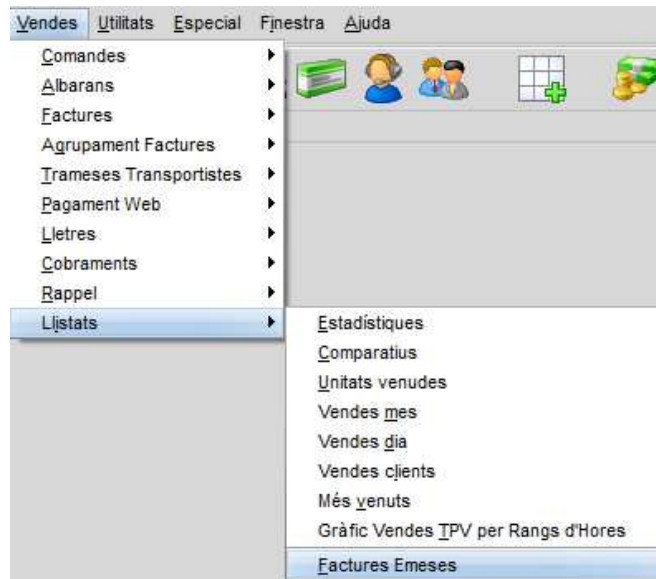 Vendes Utilitats Especial Finestra Ajuda
Comandes
Albarans
Factures
Agrupament Factures
Trameses Transportistes
Pagament Web
Lletres
Cobraments
Rappel
Llistats
Estadístiques
Comparatius
Unitats venudes
Vendes mes
Vendes dia
Vendes clients
Més venuts
Gràfic Vendes TPV per Rangs d'Hores
Factures Emeses